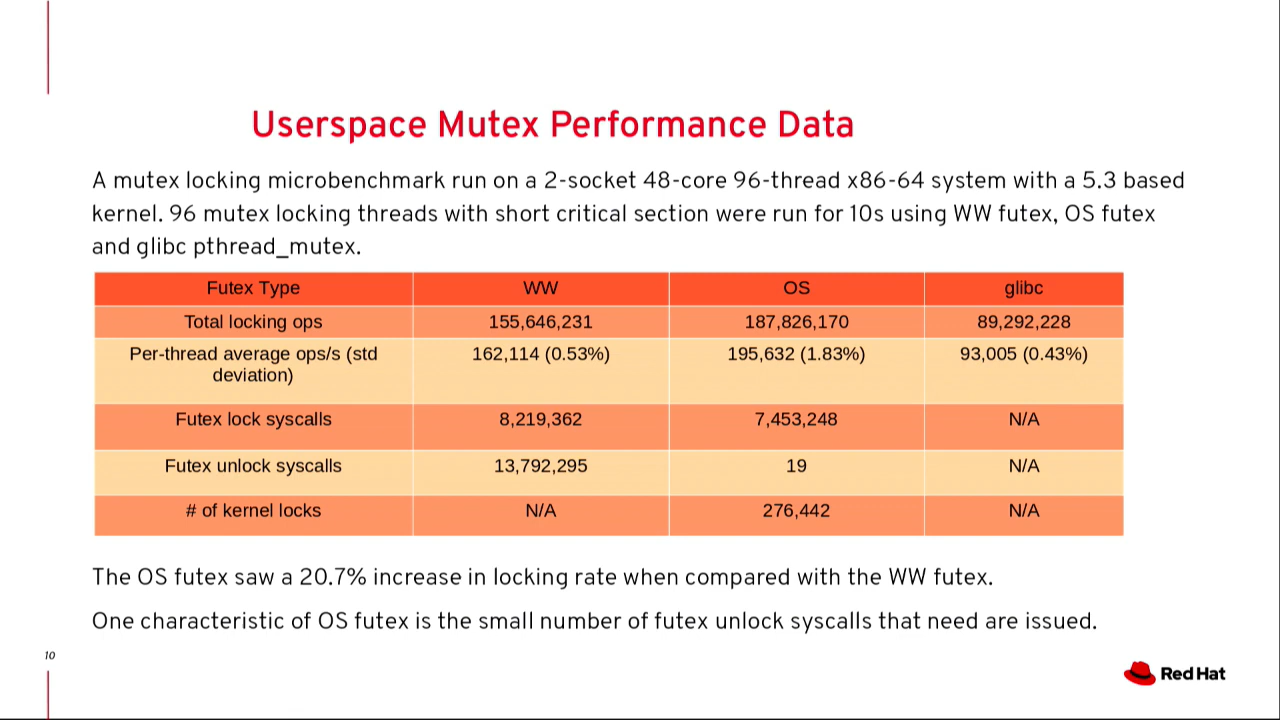 Userspace Mutex Performance Data
A mutex locking microbenchmark run on a 2-socket 48-core 96-thread x86-64 system with a 5.3 based
kernel. 96 mutex locking threads with short critical section were run for 10s using WW futex, OS futex
and glibc pthread_mutex.
Futex Type WW OS glibc
Total locking ops 155,646,231 187,826,170 89,292,228
Per-thread average ops/s (std 162,114 (0.53%) 195,632 (1.83%) 93,005 (0.43%)
deviation)
Futex lock syscalls 8,219,362 7,453,248 N/A
Futex unlock syscalls 13,792,295 19 N/A
# of kernel locks N/A 276,442 N/A
The OS futex saw a 20.7% increase in locking rate when compared with the WW futex.
One characteristic of OS futex is the small number of futex unlock syscalls that need are issued.
10
Red Hat